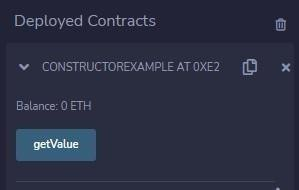 Deployed Contracts
CONSTRUCTOREXAMPLE AT 0XE2
Balance: 0 ETH
getValue